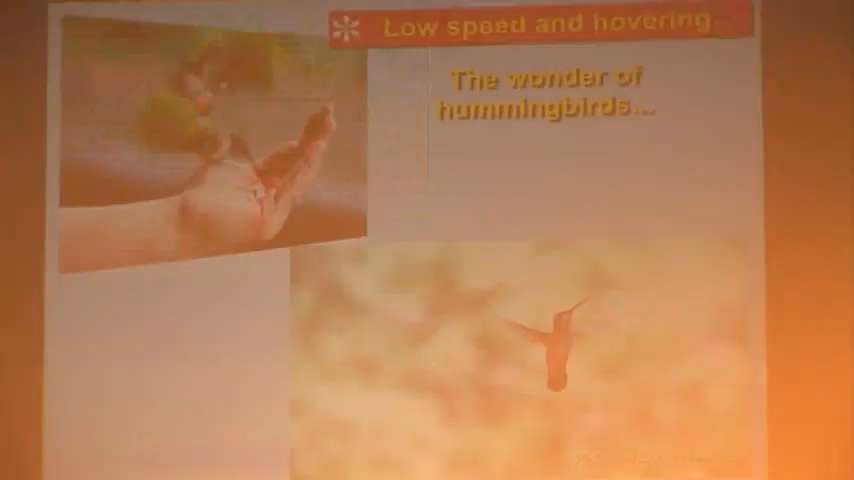 Low speed and hovering...
The wonder of
hummingbirds...